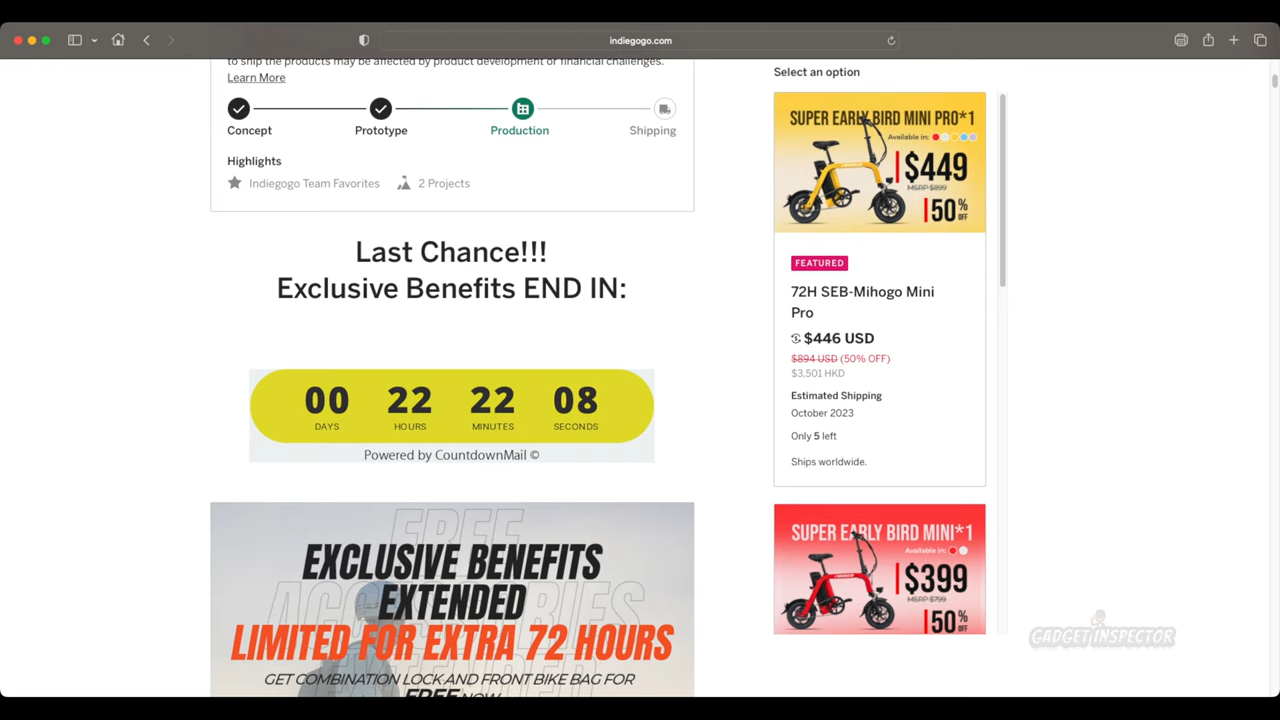 indiegogo.com
to ship the products may be affected by product development or financial challenges.
Learn More
Concept
Prototype
Production
Shipping
Highlights
Indiegogo Team Favorites
2 Projects
Last Chance!!!
Exclusive Benefits END IN:
00
22
22
08
DAYS
HOURS
MINUTES
SECONDS
Powered by CountdownMail ©
FREE
ACCESSORIES
EXCLUSIVE BENEFITS
EXTENDED
LIMITED FOR EXTRA 72 HOURS
GET COMBINATION LOCK AND FRONT BIKE BAG FOR
FREE NOW
Select an option
SUPER EARLY BIRD MINI PRO*1
Available in:
$449
MSRP $899
50% OFF
FEATURED
72H SEB-Mihogo Mini
Pro
$446 USD
$894 USD (50% OFF)
$3,501 HKD
Estimated Shipping
October 2023
Only 5 left
Ships worldwide.
SUPER EARLY BIRD MINI*1
Available in:
$399
MSRP $799
50% OFF
GADGET INSPECTOR